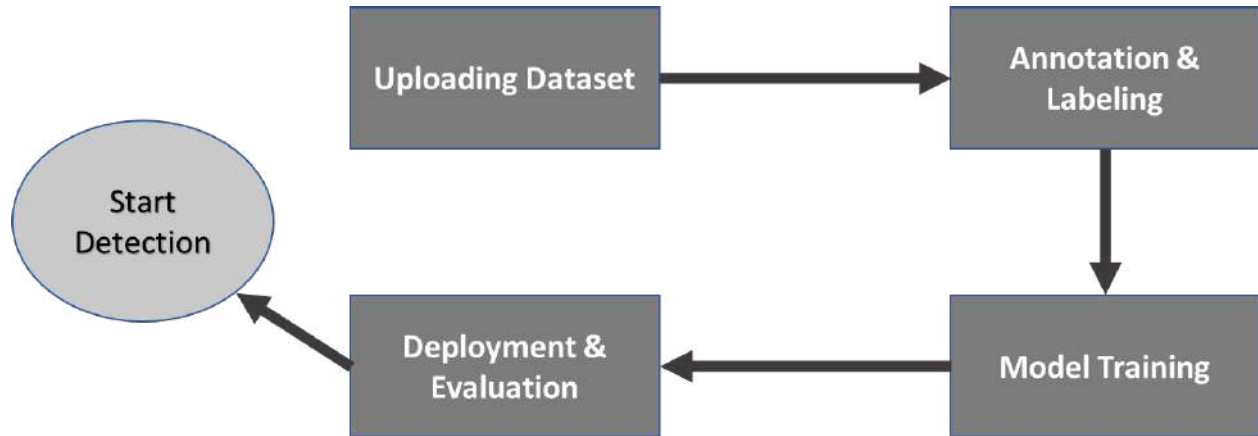 Uploading Dataset
Annotation &
Labeling
Start
Detection
Deployment &
Evaluation
Model Training